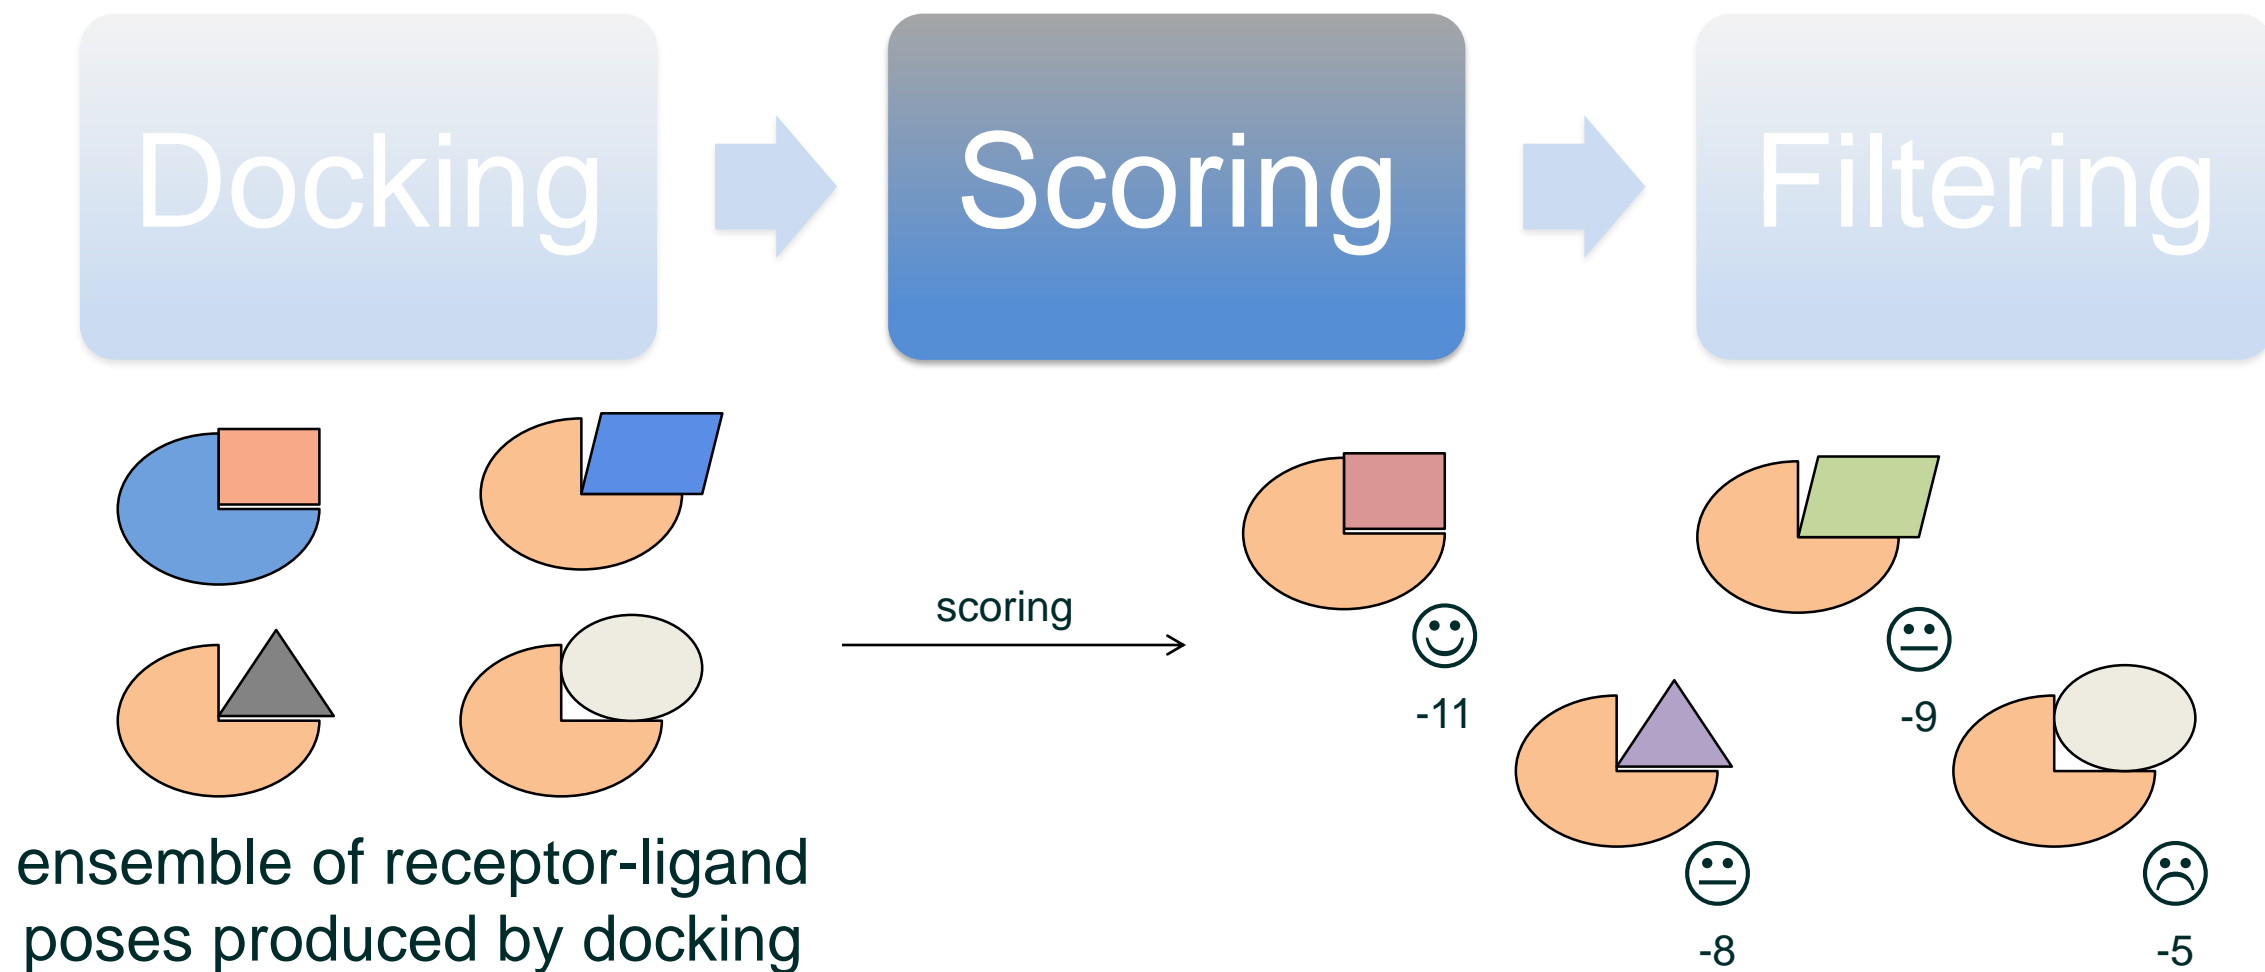 Docking
Scoring
Filtering
scoring
-11
-9
-8
-5
ensemble of receptor-ligand
poses produced by docking